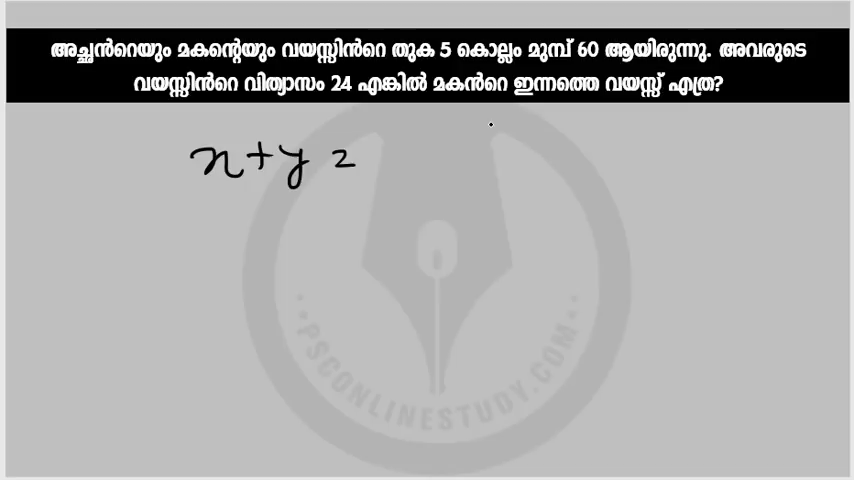 അച്ഛൻറെയും മകന്റെയും വയസ്സിൻറെ തുക 5 കൊല്ലം മുമ്പ് 60 ആയിരുന്നു. അവരുടെ
വയസ്സിൻറെ വിത്യാസം 24 എങ്കിൽ മകൻറെ ഇന്നത്തെ വയസ്സ് എത്ര?
x+y =
PSCONLINESTUDY.COM